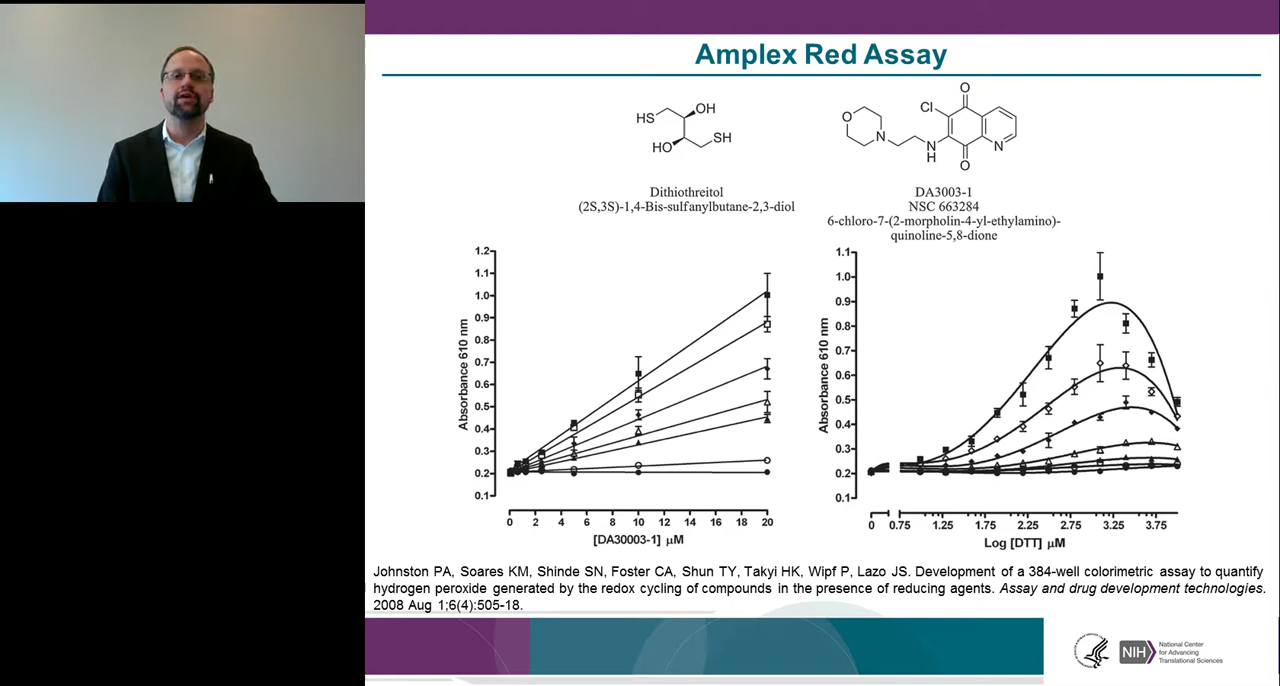 Amplex Red Assay
HS
OH
HO
SH
Dithiothreitol
(2S,3S)-1,4-Bis-sulfanylbutane-2,3-diol
O
Cl
O
N
N
H
N
O
DA3003-1
NSC 663284
6-chloro-7-(2-morpholin-4-yl-ethylamino)-
quinoline-5,8-dione
Absorbance 610 nm
1.2
1.1
1.0
0.9
0.8
0.7
0.6
0.5
0.4
0.3
0.2
0.1
0 2 4 6 8 10 12 14 16 18 20
[DA30003-1] µM
Absorbance 610 nm
1.1
1.0
0.9
0.8
0.7
0.6
0.5
0.4
0.3
0.2
0.1
0 0.75 1.25 1.75 2.25 2.75 3.25 3.75
Log [DTT] µM
Johnston PA, Soares KM, Shinde SN, Foster CA, Shun TY, Takyi HK, Wipf P, Lazo JS. Development of a 384-well colorimetric assay to quantify
hydrogen peroxide generated by the redox cycling of compounds in the presence of reducing agents. Assay and drug development technologies.
2008 Aug 1;6(4):505-18.
NIH
National Center
for Advancing
Translational Sciences